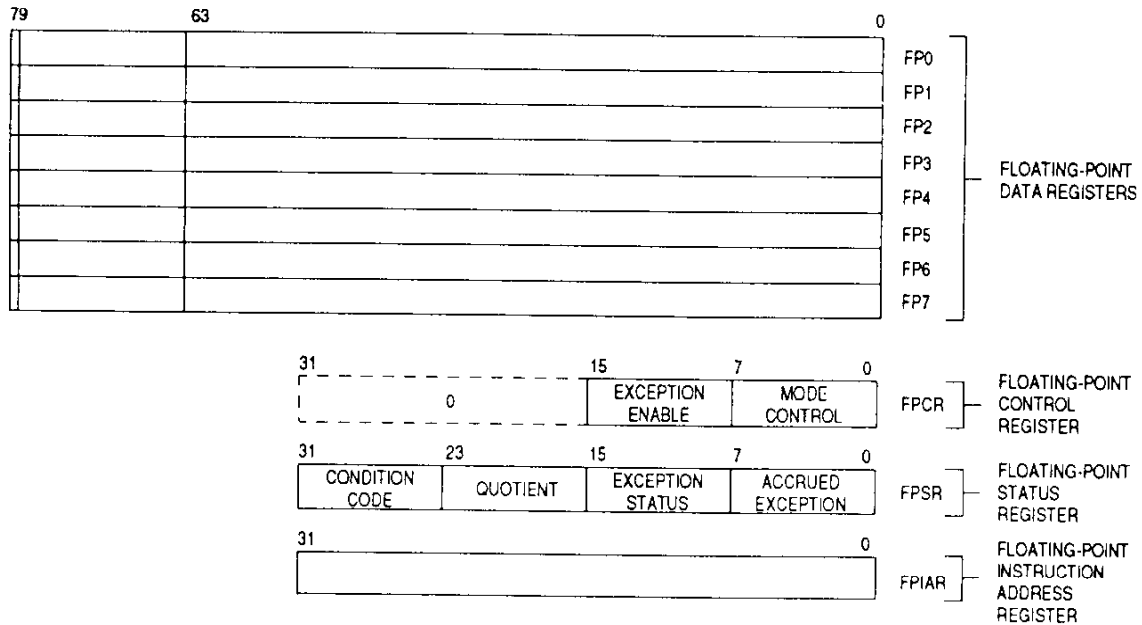 79 63 0
FP0
FP1
FP2
FP3
FP4
FP5
FP6
FP7
FLOATING-POINT
DATA REGISTERS
31 15 7 0
0
EXCEPTION
ENABLE
MODE
CONTROL
FPCR
FLOATING-POINT
CONTROL
REGISTER
31 23 15 7 0
CONDITION
CODE
QUOTIENT
EXCEPTION
STATUS
ACCRUED
EXCEPTION
FPSR
FLOATING-POINT
STATUS
REGISTER
31 0
FPIAR
FLOATING-POINT
INSTRUCTION
ADDRESS
REGISTER